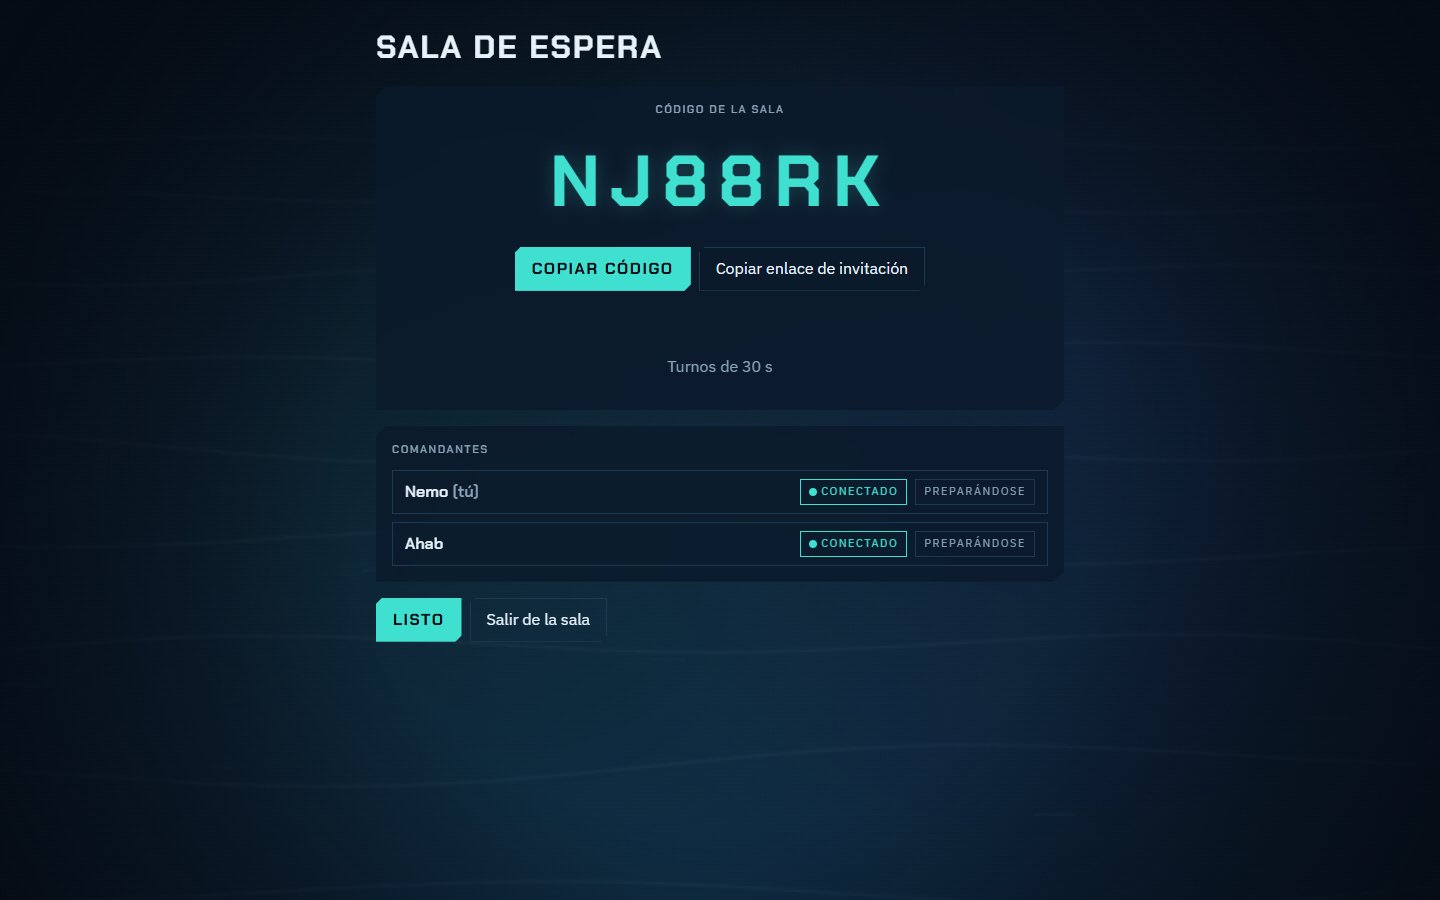 SALA DE ESPERA
CÓDIGO DE LA SALA
NJ88RK
COPIAR CÓDIGO
Copiar enlace de invitación
Turnos de 30 s
COMANDANTES
Nemo (tú) CONECTADO PREPARÁNDOSE
Ahab CONECTADO PREPARÁNDOSE
LISTO
Salir de la sala